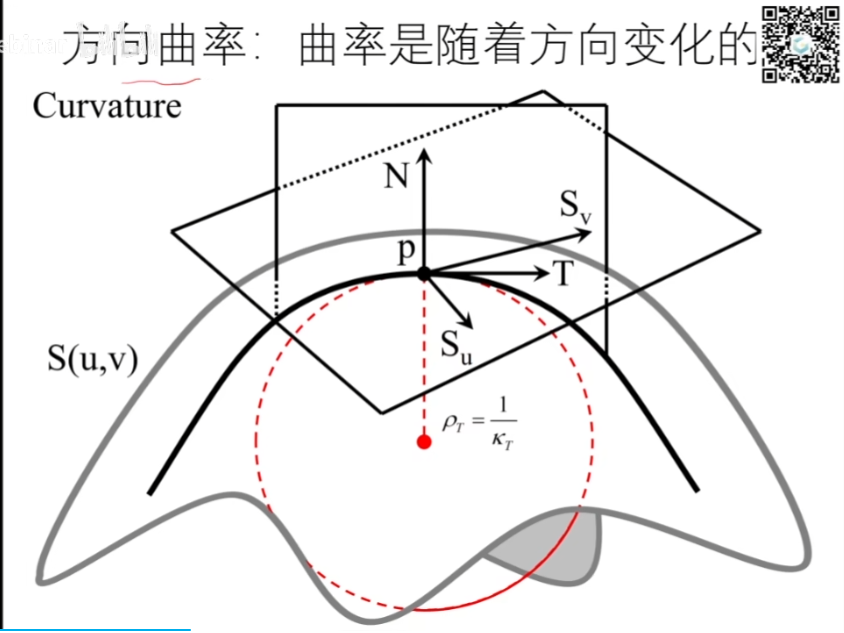 方向曲率：曲率是随着方向变化的
Curvature
N
S_v
p
T
S_u
S(u,v)
ρ_T = 1/κ_T